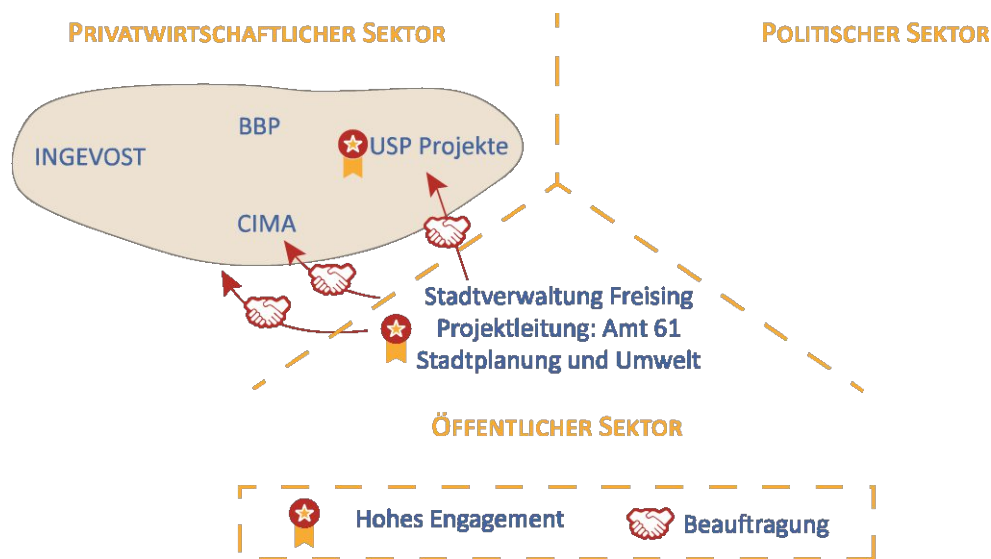 PRIVATWIRTSCHAFTLICHER SEKTOR
POLITISCHER SEKTOR
BBP
INGEVOST
USP Projekte
CIMA
Stadtverwaltung Freising
Projektleitung: Amt 61
Stadtplanung und Umwelt
ÖFFENTLICHER SEKTOR
Hohes Engagement
Beauftragung